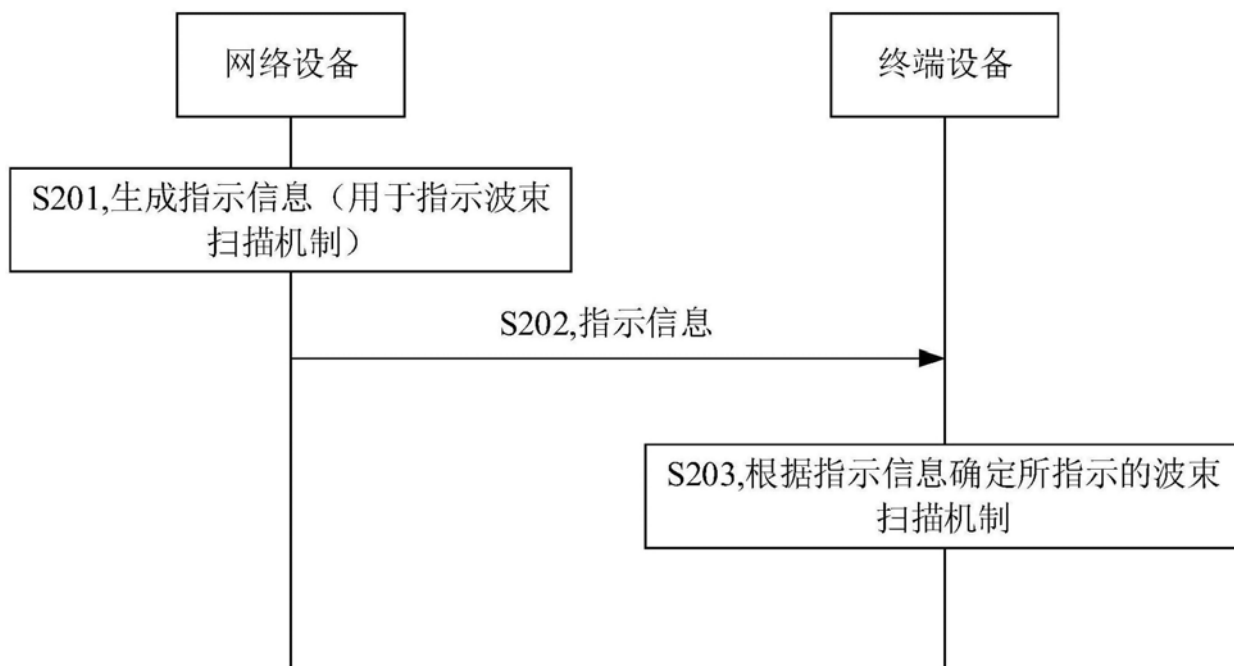 网络设备
终端设备
S201,生成指示信息（用于指示波束
扫描机制）
S202,指示信息
S203,根据指示信息确定所指示的波束
扫描机制